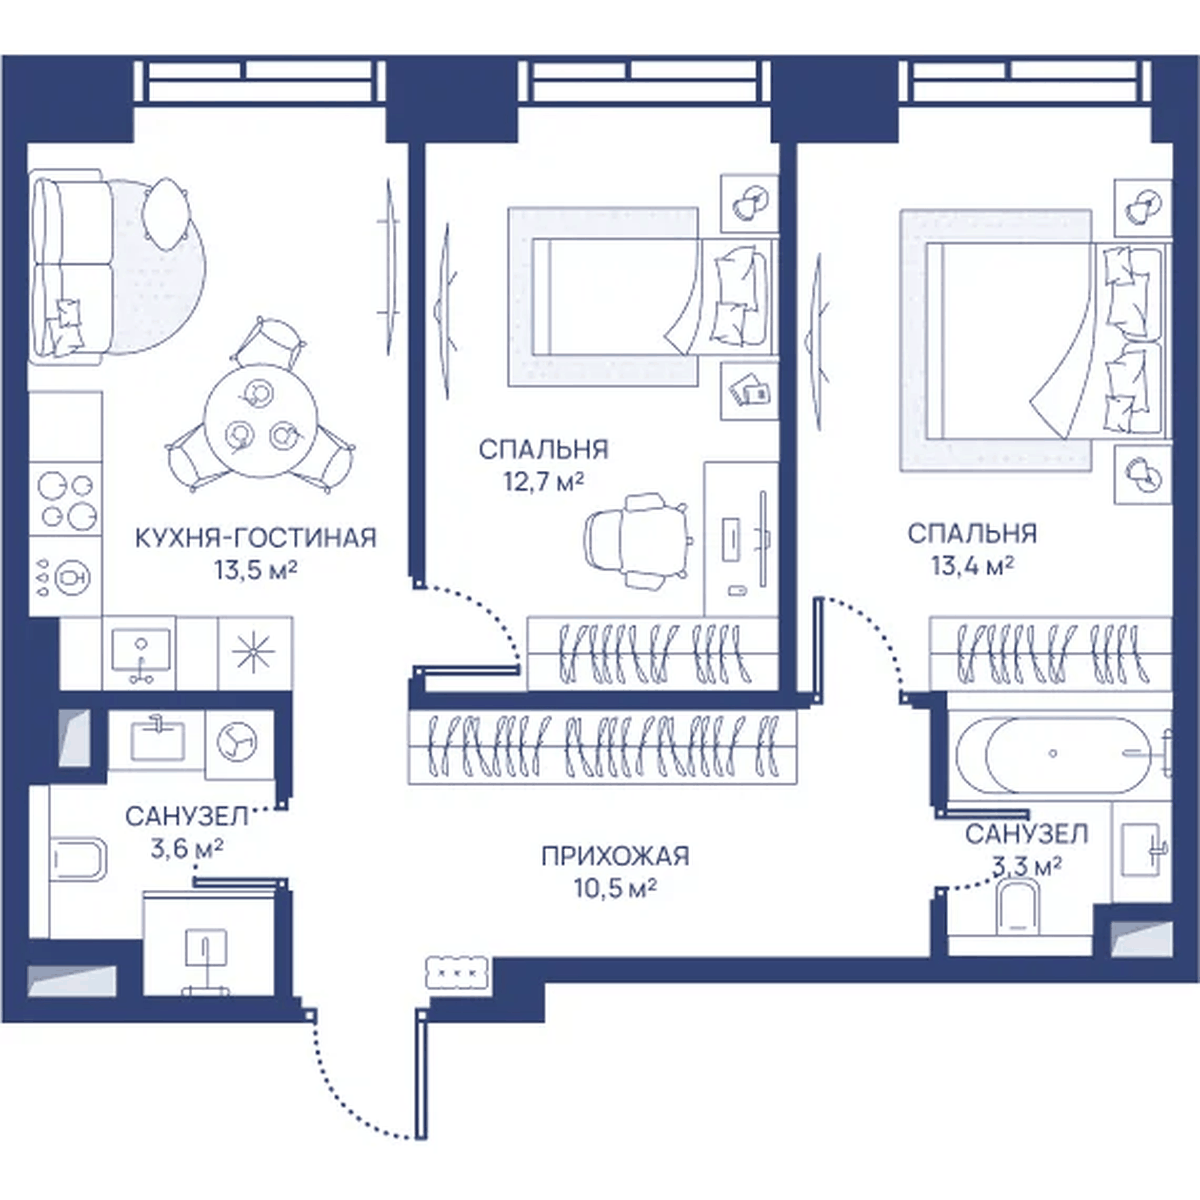 СПАЛЬНЯ
12,7 м²
КУХНЯ-ГОСТИНАЯ
13,5 м²
СПАЛЬНЯ
13,4 м²
САНУЗЕЛ
3,6 м²
ПРИХОЖАЯ
10,5 м²
САНУЗЕЛ
3,3 м²